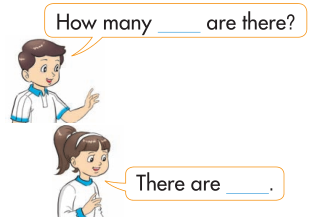 How many ____ are there?
There are ____.